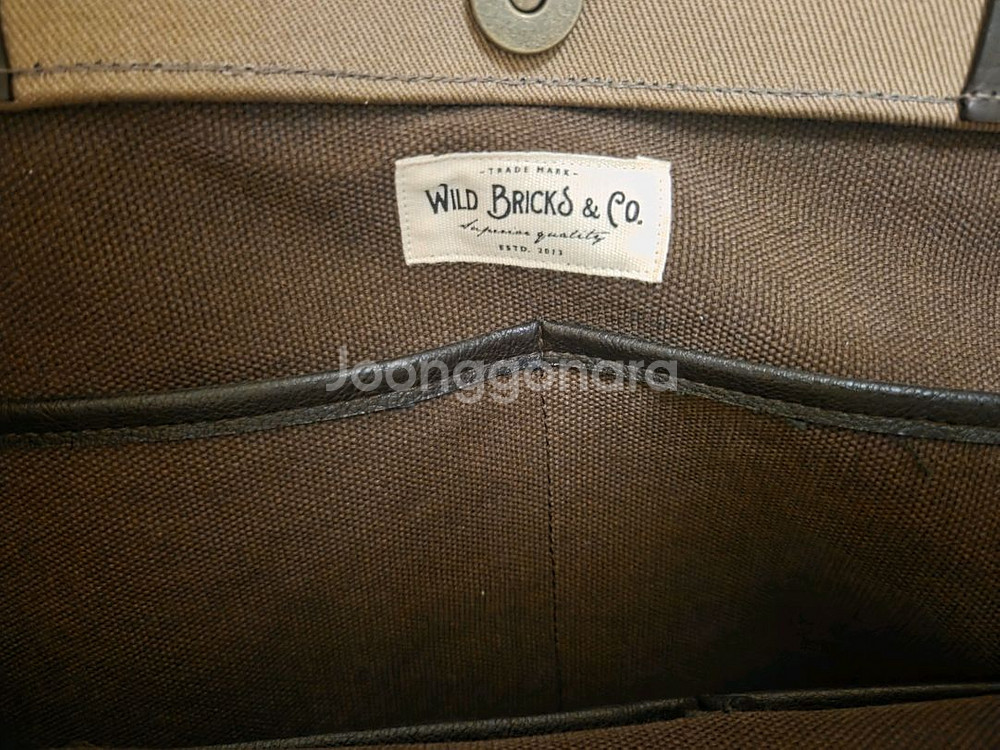 -TRADE MARK-
WILD BRICKS & CO.
Superior quality
ESTD. 2013
Joonggonara